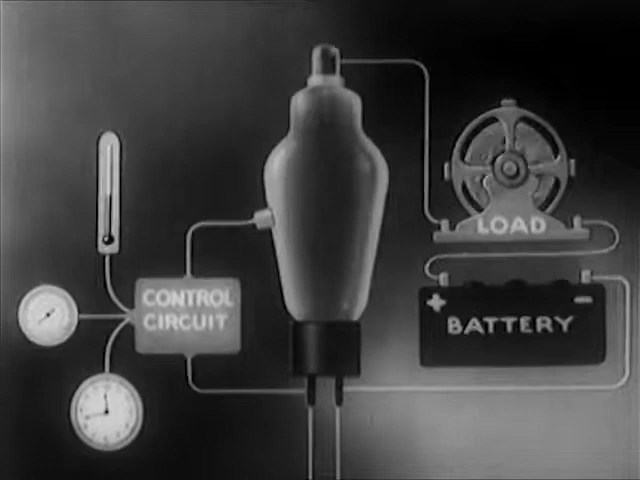 LOAD
CONTROL
CIRCUIT
+ -
BATTERY